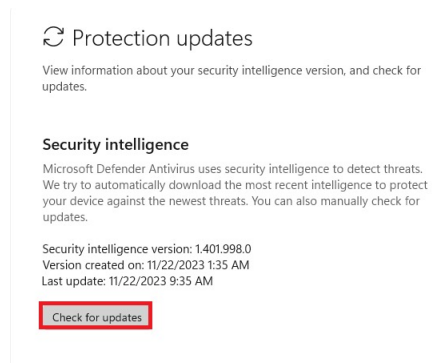 Protection updates
View information about your security intelligence version, and check for
updates.
Security intelligence
Microsoft Defender Antivirus uses security intelligence to detect threats.
We try to automatically download the most recent intelligence to protect
your device against the newest threats. You can also manually check for
updates.
Security intelligence version: 1.401.998.0
Version created on: 11/22/2023 1:35 AM
Last update: 11/22/2023 9:35 AM
Check for updates